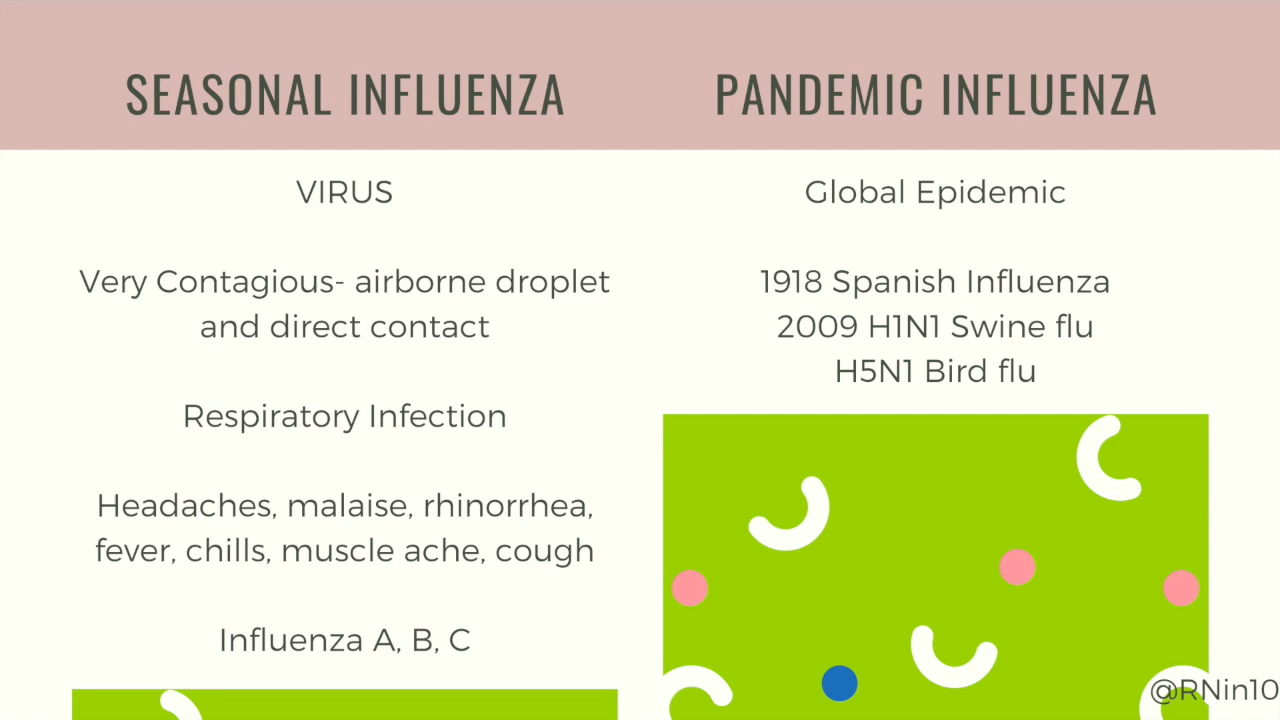 SEASONAL INFLUENZA
VIRUS
Very Contagious- airborne droplet
and direct contact
Respiratory Infection
Headaches, malaise, rhinorrhea,
fever, chills, muscle ache, cough
Influenza A, B, C
PANDEMIC INFLUENZA
Global Epidemic
1918 Spanish Influenza
2009 H1N1 Swine flu
H5N1 Bird flu
@RNin10